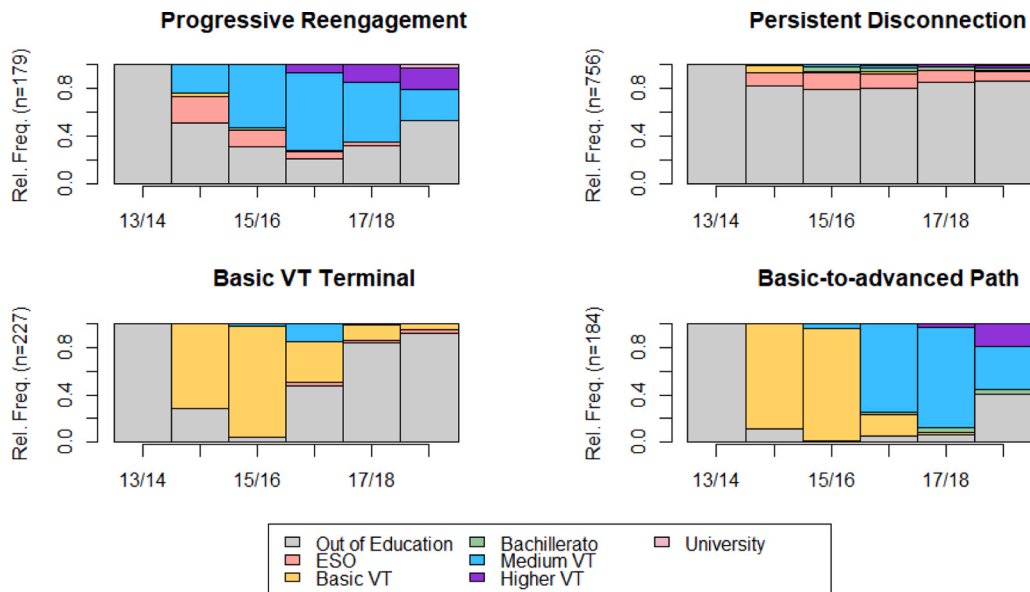 Progressive Reengagement
Rel. Freq. (n=179)
0.0 0.4 0.8
13/14 15/16 17/18
Persistent Disconnection
Rel. Freq. (n=756)
0.0 0.4 0.8
13/14 15/16 17/18
Basic VT Terminal
Rel. Freq. (n=227)
0.0 0.4 0.8
13/14 15/16 17/18
Basic-to-advanced Path
Rel. Freq. (n=184)
0.0 0.4 0.8
13/14 15/16 17/18
Out of Education
ESO
Basic VT
Bachillerato
Medium VT
Higher VT
University